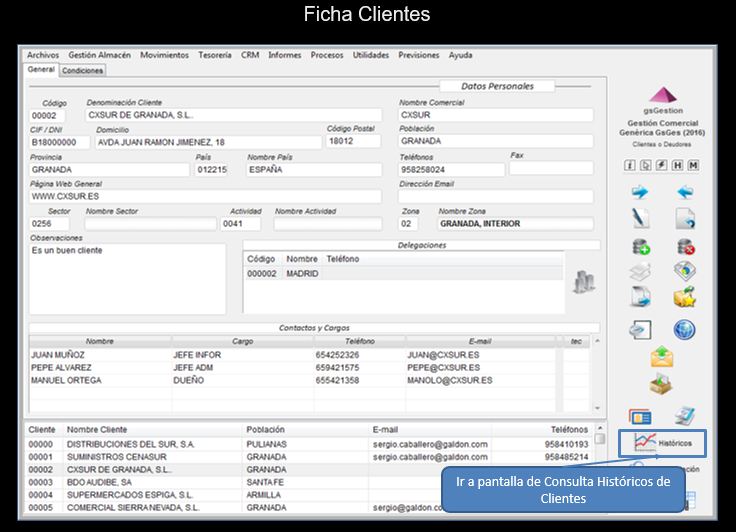 Ficha Clientes
Archivos Gestión Almacén Movimientos Tesorería CRM Informes Procesos Utilidades Previsiones Ayuda
General Condiciones
Datos Personales
Código Denominación Cliente Nombre Comercial
00002 CXSUR DE GRANADA, S.L.. CXSUR
CIF / DNI Domicilio Código Postal Población
B18000000 AVDA JUAN RAMON JIMENEZ, 18 18012 GRANADA
Provincia País Nombre País Teléfonos Fax
GRANADA 012215 ESPAÑA 958258024
Página Web General Dirección Email
WWW.CXSUR.ES
Sector Nombre Sector Actividad Nombre Actividad Zona Nombre Zona
0256 0041 02 GRANADA, INTERIOR
Observaciones Delegaciones
Es un buen cliente
Código Nombre Teléfono
000002 MADRID
Contactos y Cargos
Nombre Cargo Teléfono E-mail tec
JUAN MUÑOZ JEFE INFOR 654252326 JUAN@CXSUR.ES
PEPE ALVAREZ JEFE ADM 659421575 PEPE@CXSUR.ES
MANUEL ORTEGA DUEÑO 655421358 MANOLO@CXSUR.ES
Cliente Nombre Cliente Población E-mail Teléfonos
00000 DISTRIBUCIONES DEL SUR, S.A. PULIANAS sergio.caballero@galdon.com 958410193
00001 SUMINISTROS CENASUR GRANADA sergio.caballero@galdon.com 958485214
00002 CXSUR DE GRANADA, S.L.. GRANADA
00003 BDO AUDIBE, SA SANTA FE
00004 SUPERMERCADOS ESPIGA, S.L. ARMILLA
00005 COMERCIAL SIERRA NEVADA, S.L. GRANADA sergio@galdon.com
gsGestion
Gestión Comercial
Genérica GsGes (2016)
Clientes o Deudores
H M
Históricos
Ir a pantalla de Consulta Históricos de
Clientes